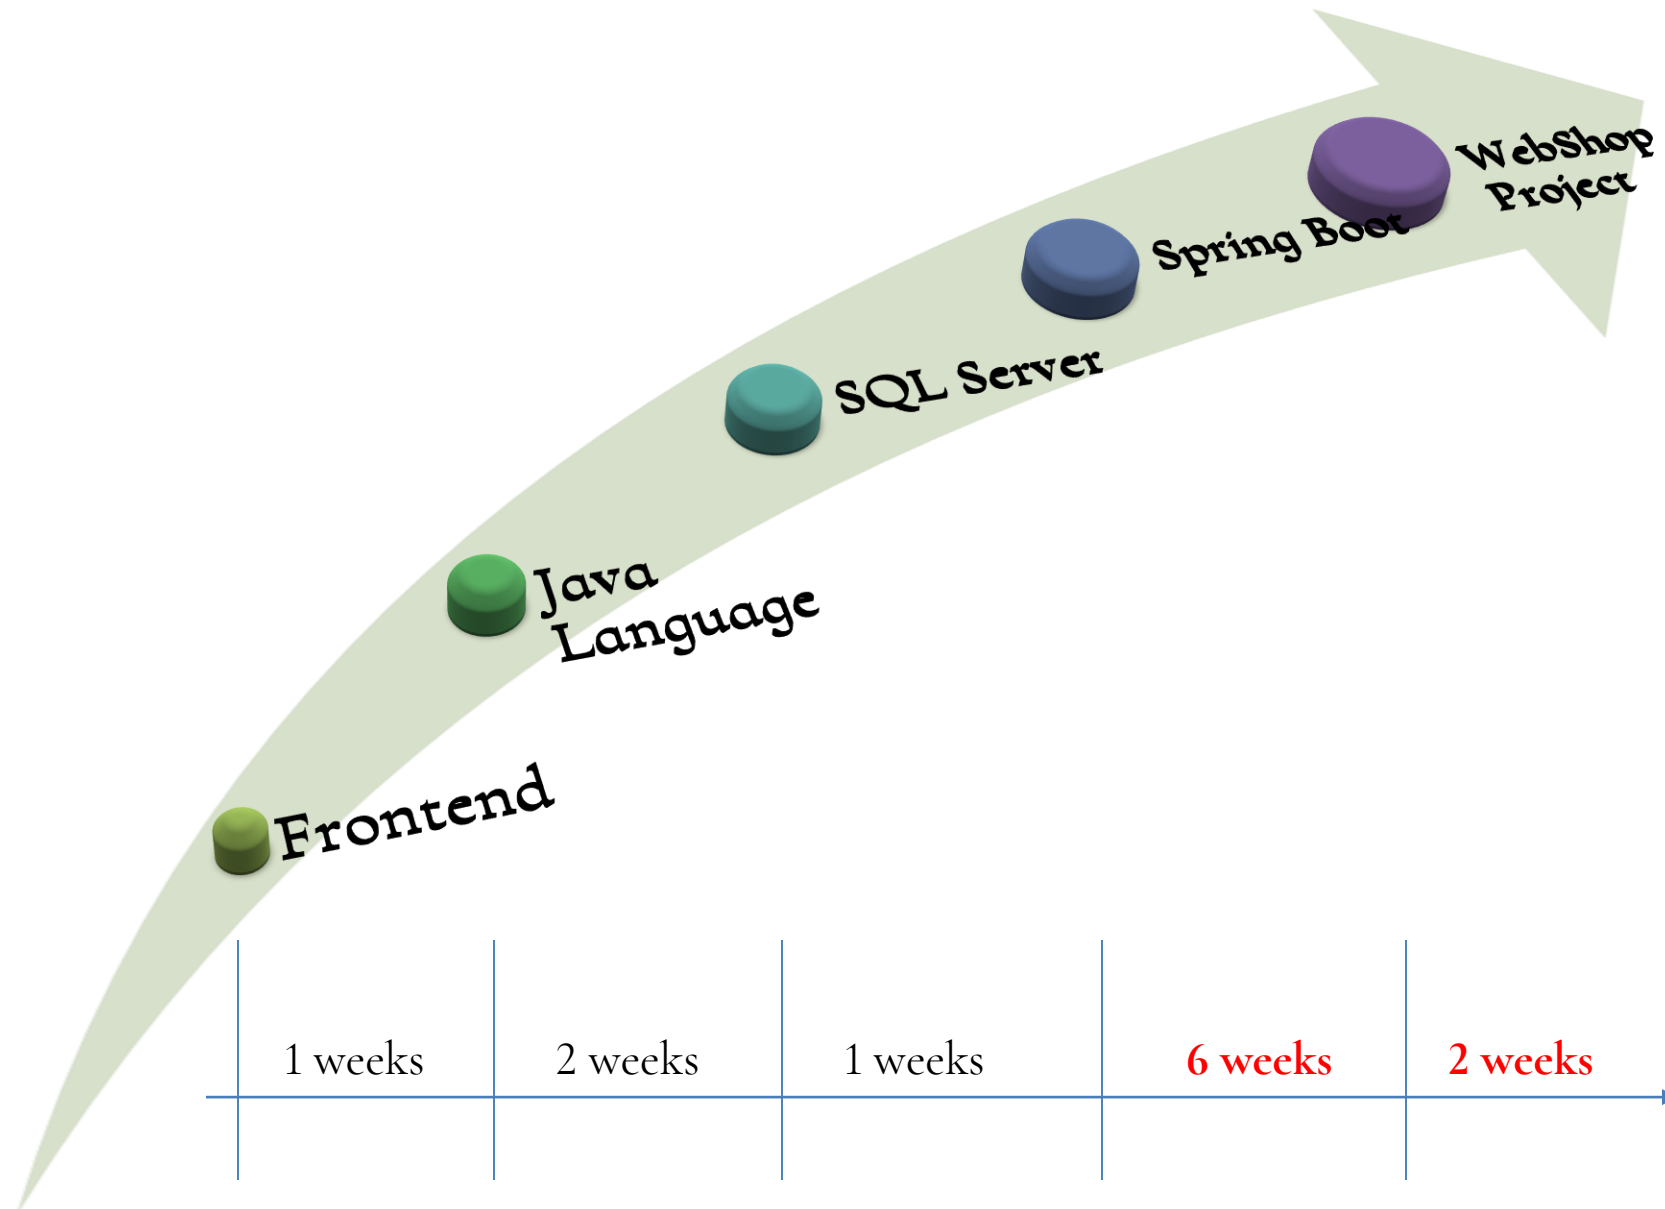 WebShop
Project
Spring Boot
SQL Server
Java
Language
Frontend
1 weeks
2 weeks
1 weeks
6 weeks
2 weeks